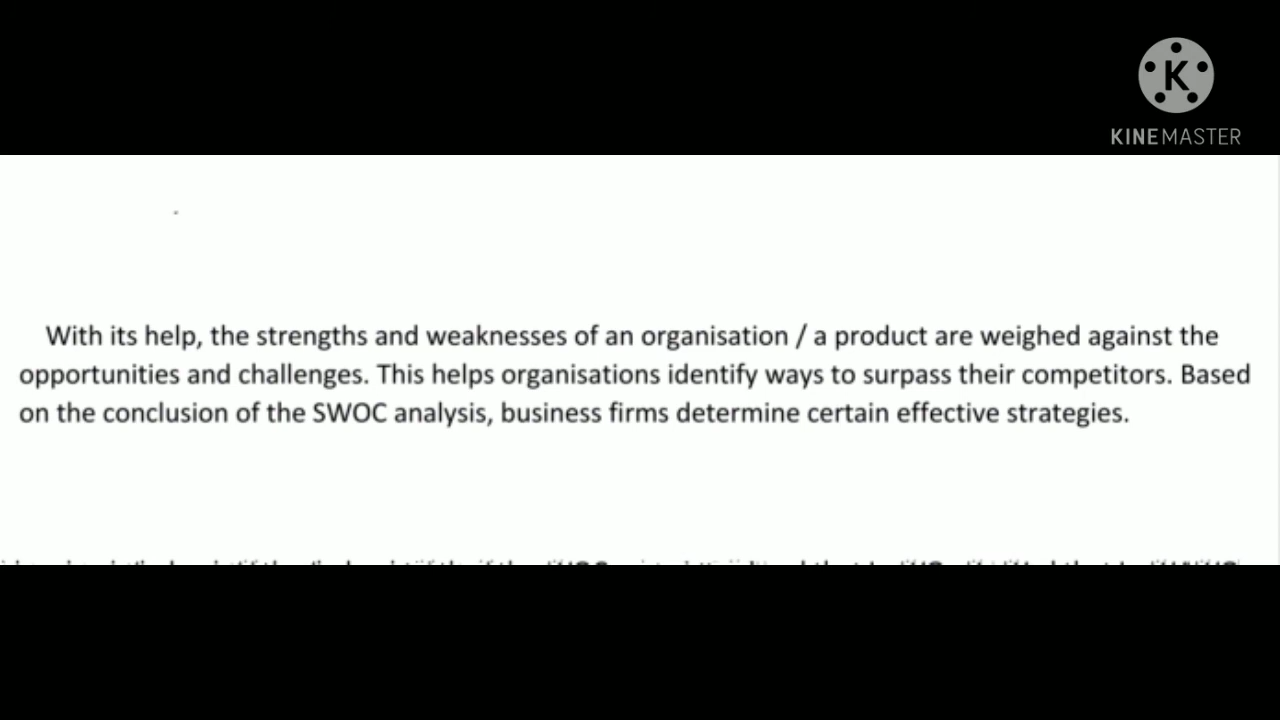 K
KINEMASTER
With its help, the strengths and weaknesses of an organisation / a product are weighed against the
opportunities and challenges. This helps organisations identify ways to surpass their competitors. Based
on the conclusion of the SWOC analysis, business firms determine certain effective strategies.